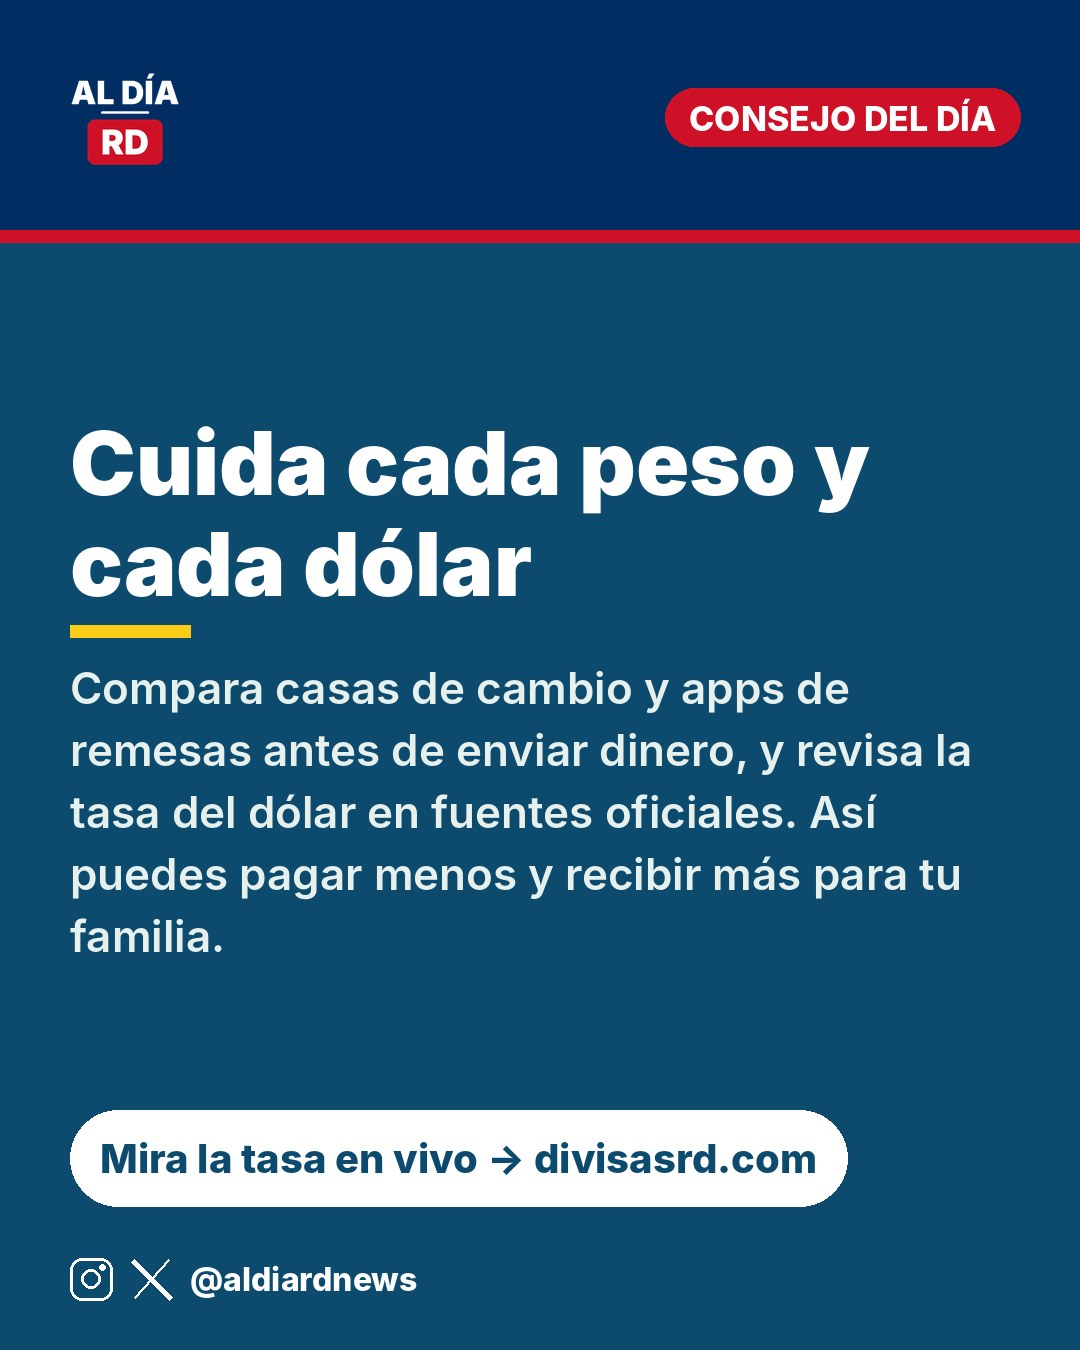 AL DÍA
RD
CONSEJO DEL DÍA
Cuida cada peso y
cada dólar
Compara casas de cambio y apps de
remesas antes de enviar dinero, y revisa la
tasa del dólar en fuentes oficiales. Así
puedes pagar menos y recibir más para tu
familia.
Mira la tasa en vivo → divisasrd.com
@aldiardnews